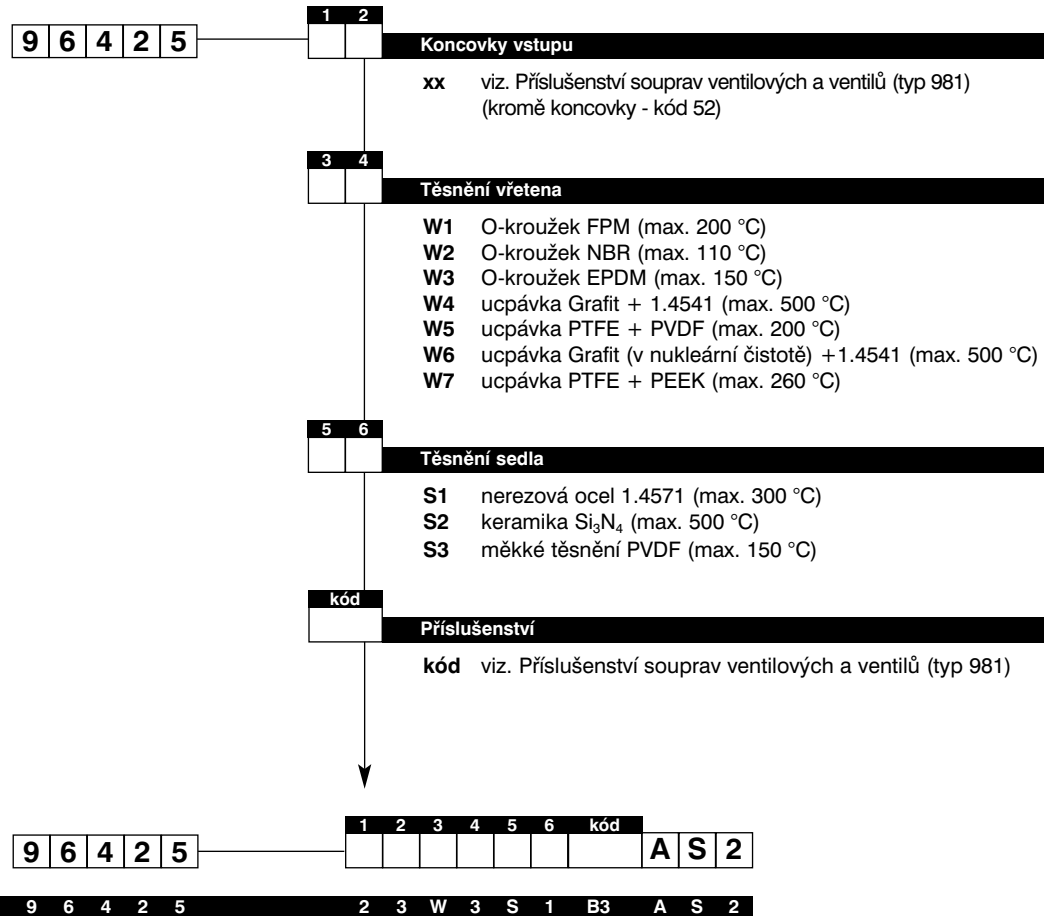 1 2
9 6 4 2 5
Koncovky vstupu
xx viz. Příslušenství souprav ventilových a ventilů (typ 981)
(kromě koncovky - kód 52)
3 4
Těsnění vřetena
W1 O-kroužek FPM (max. 200 °C)
W2 O-kroužek NBR (max. 110 °C)
W3 O-kroužek EPDM (max. 150 °C)
W4 ucpávka Grafit + 1.4541 (max. 500 °C)
W5 ucpávka PTFE + PVDF (max. 200 °C)
W6 ucpávka Grafit (v nukleární čistotě) +1.4541 (max. 500 °C)
W7 ucpávka PTFE + PEEK (max. 260 °C)
5 6
Těsnění sedla
S1 nerezová ocel 1.4571 (max. 300 °C)
S2 keramika Si₃N₄ (max. 500 °C)
S3 měkké těsnění PVDF (max. 150 °C)
kód
Příslušenství
kód viz. Příslušenství souprav ventilových a ventilů (typ 981)
1 2 3 4 5 6 kód
9 6 4 2 5 A S 2
9 6 4 2 5 2 3 W 3 S 1 B3 A S 2